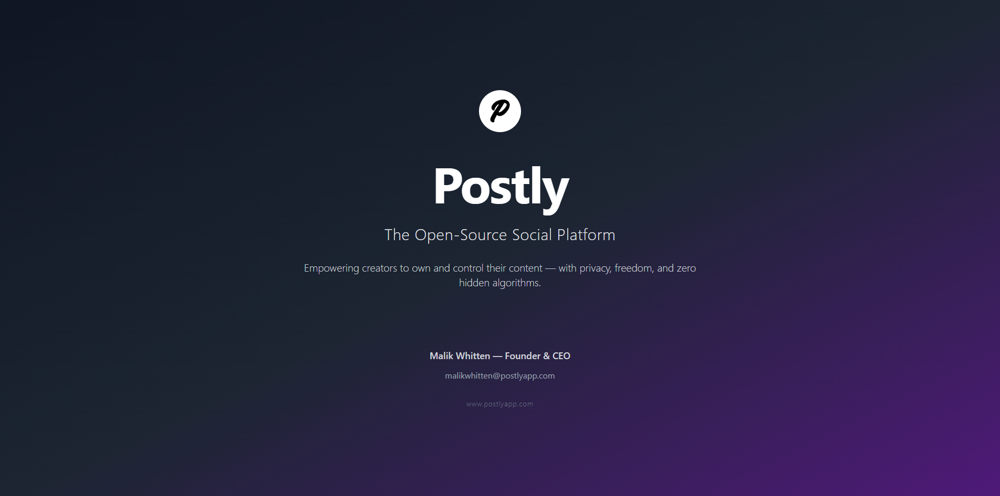 P
Postly
The Open-Source Social Platform
Empowering creators to own and control their content — with privacy, freedom, and zero
hidden algorithms.
Malik Whitten — Founder & CEO
malikwhitten@postlyapp.com
www.postlyapp.com